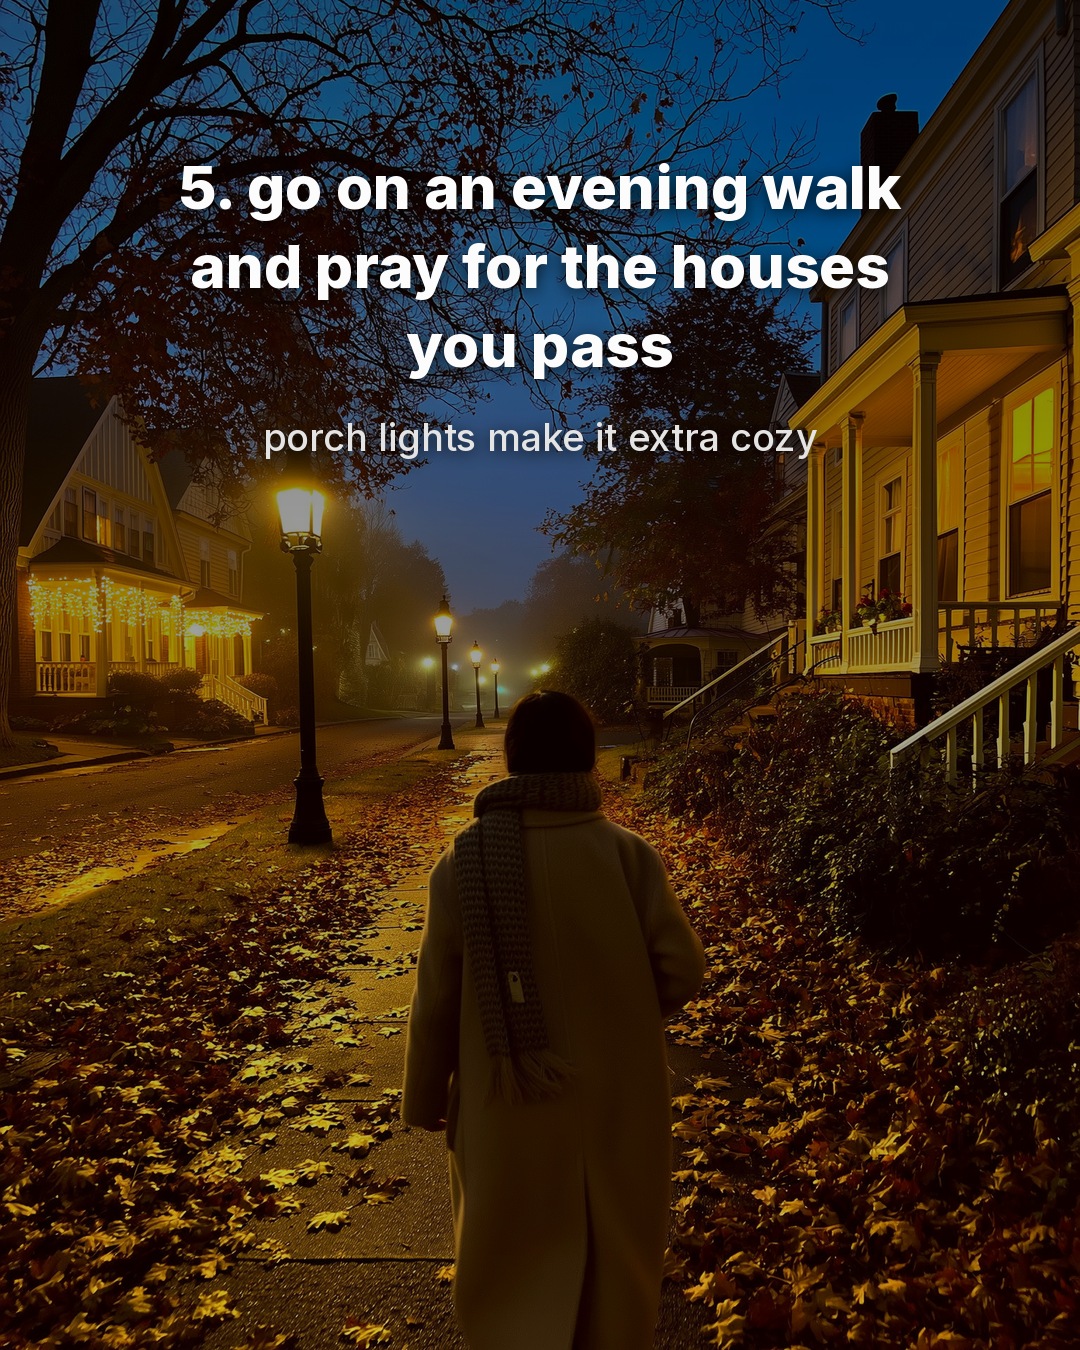 5. go on an evening walk
and pray for the houses
you pass
porch lights make it extra cozy